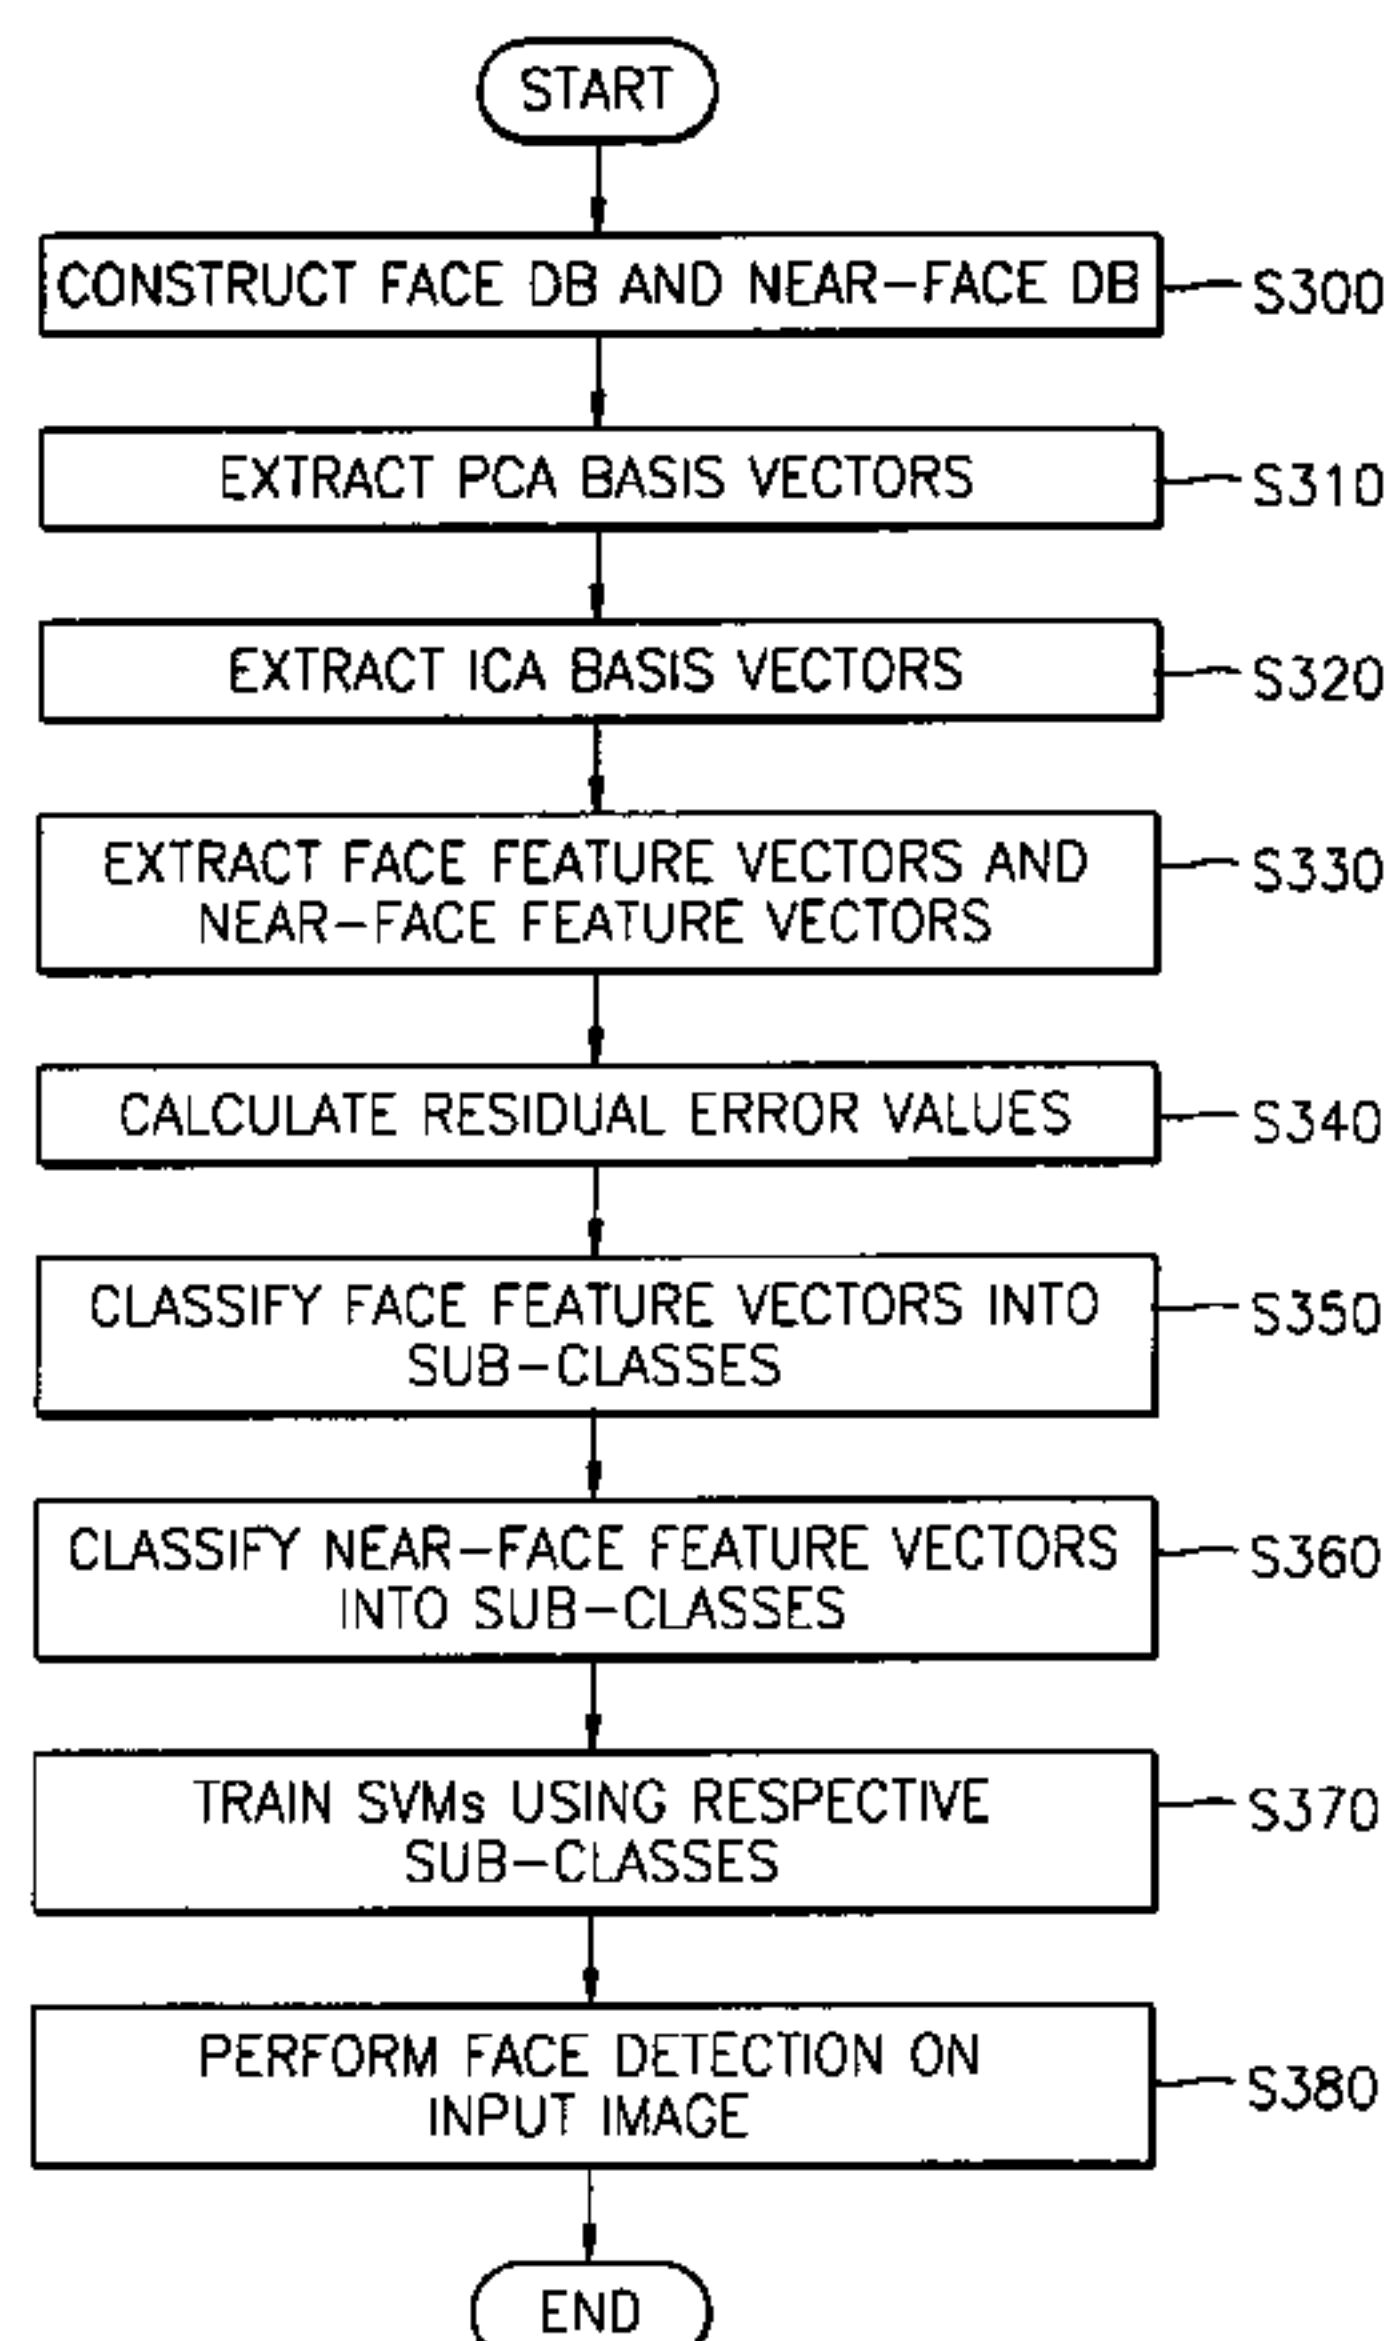 START
CONSTRUCT FACE DB AND NEAR-FACE DB
S300
EXTRACT PCA BASIS VECTORS
S310
EXTRACT ICA BASIS VECTORS
S320
EXTRACT FACE FEATURE VECTORS AND
NEAR-FACE FEATURE VECTORS
S330
CALCULATE RESIDUAL ERROR VALUES
S340
CLASSIFY FACE FEATURE VECTORS INTO
SUB-CLASSES
S350
CLASSIFY NEAR-FACE FEATURE VECTORS
INTO SUB-CLASSES
S360
TRAIN SVMs USING RESPECTIVE
SUB-CLASSES
S370
PERFORM FACE DETECTION ON
INPUT IMAGE
S380
END